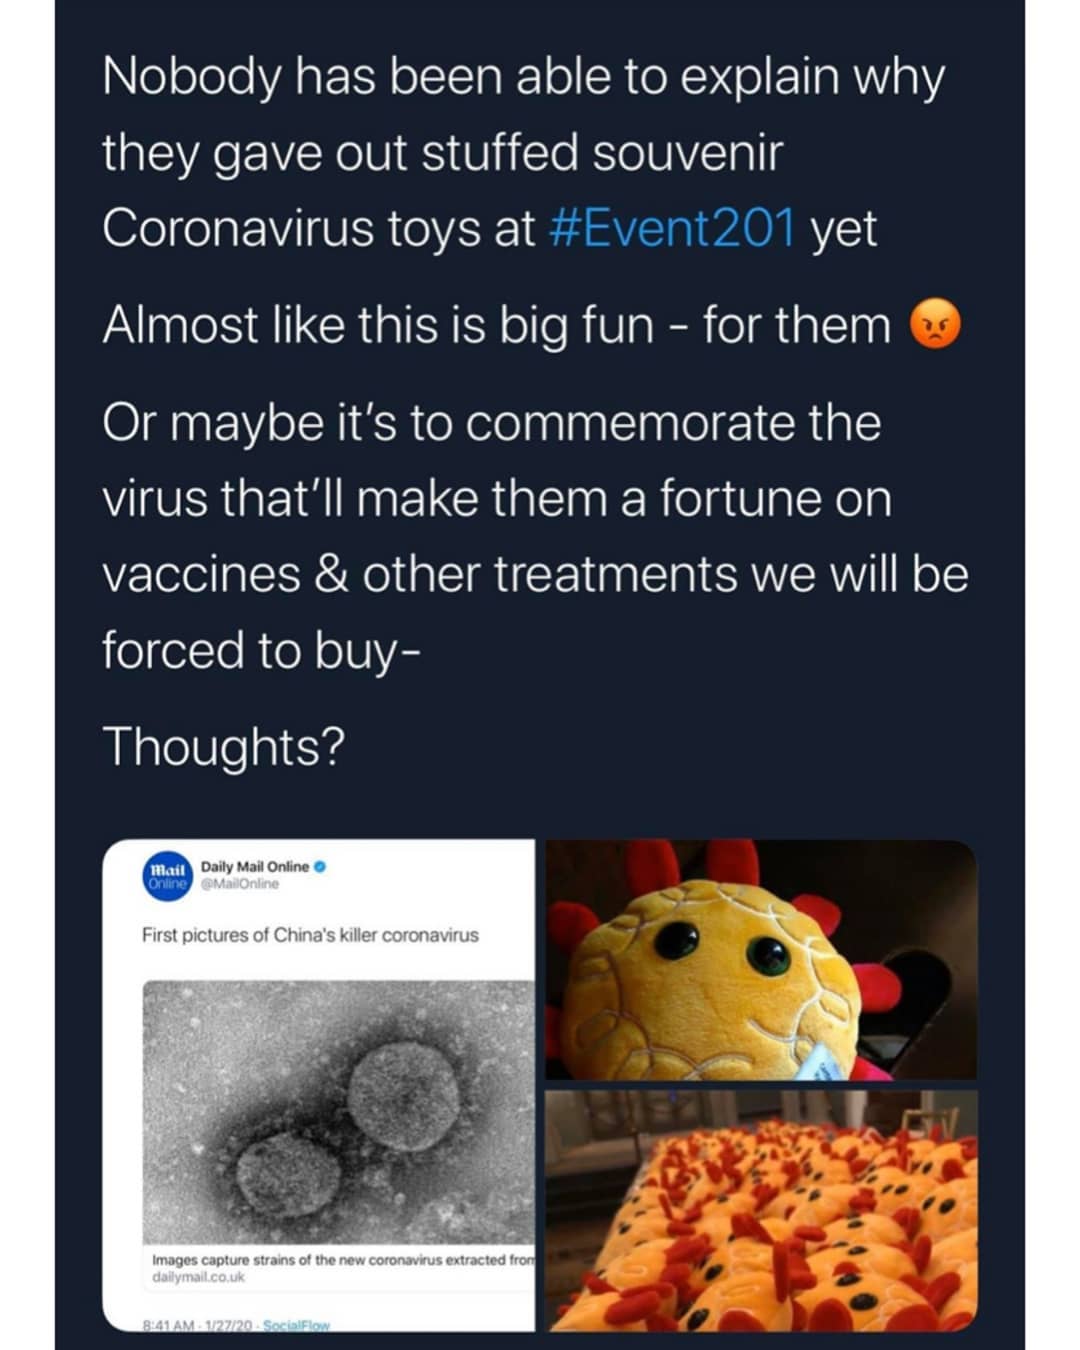 Nobody has been able to explain why
they gave out stuffed souvenir
Coronavirus toys at #Event201 yet
Almost like this is big fun - for them 😡
Or maybe it's to commemorate the
virus that'll make them a fortune on
vaccines & other treatments we will be
forced to buy-
Thoughts?
Mail
Online
Daily Mail Online
@MailOnline
First pictures of China's killer coronavirus
Images capture strains of the new coronavirus extracted from
dailymail.co.uk
8:41 AM · 1/27/20 · SocialFlow